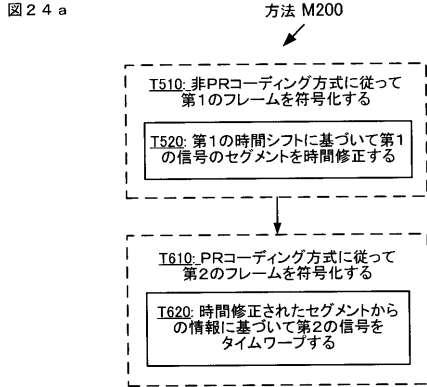 図２４ａ
方法 M200
T510: 非PRコーディング方式に従って
第1のフレームを符号化する
T520: 第1の時間シフトに基づいて第1
の信号のセグメントを時間修正する
T610: PRコーディング方式に従って
第2のフレームを符号化する
T620: 時間修正されたセグメントから
の情報に基づいて第2の信号を
タイムワープする